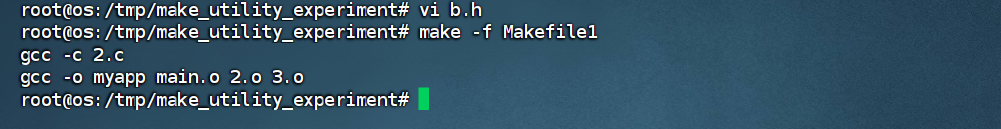 root@os:/tmp/make_utility_experiment# vi b.h
root@os:/tmp/make_utility_experiment# make -f Makefile1
gcc -c 2.c
gcc -o myapp main.o 2.o 3.o
root@os:/tmp/make_utility_experiment#